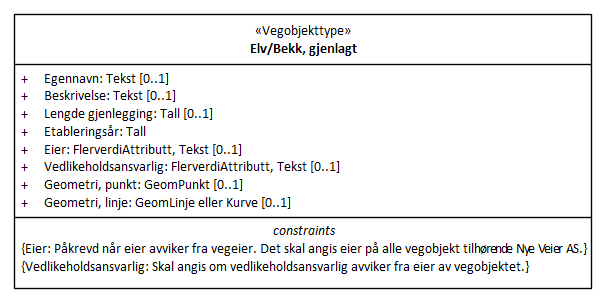 «Vegobjekttype»
Elv/Bekk, gjenlagt
+ Egennavn: Tekst [0..1]
+ Beskrivelse: Tekst [0..1]
+ Lengde gjenlegging: Tall [0..1]
+ Etableringsår: Tall
+ Eier: FlerverdiAttributt, Tekst [0..1]
+ Vedlikeholdsansvarlig: FlerverdiAttributt, Tekst [0..1]
+ Geometri, punkt: GeomPunkt [0..1]
+ Geometri, linje: GeomLinje eller Kurve [0..1]
constraints
{Eier: Påkrevd når eier avviker fra vegeier. Det skal angis eier på alle vegobjekt tilhørende Nye Veier AS.}
{Vedlikeholdsansvarlig: Skal angis om vedlikeholdsansvarlig avviker fra eier av vegobjektet.}